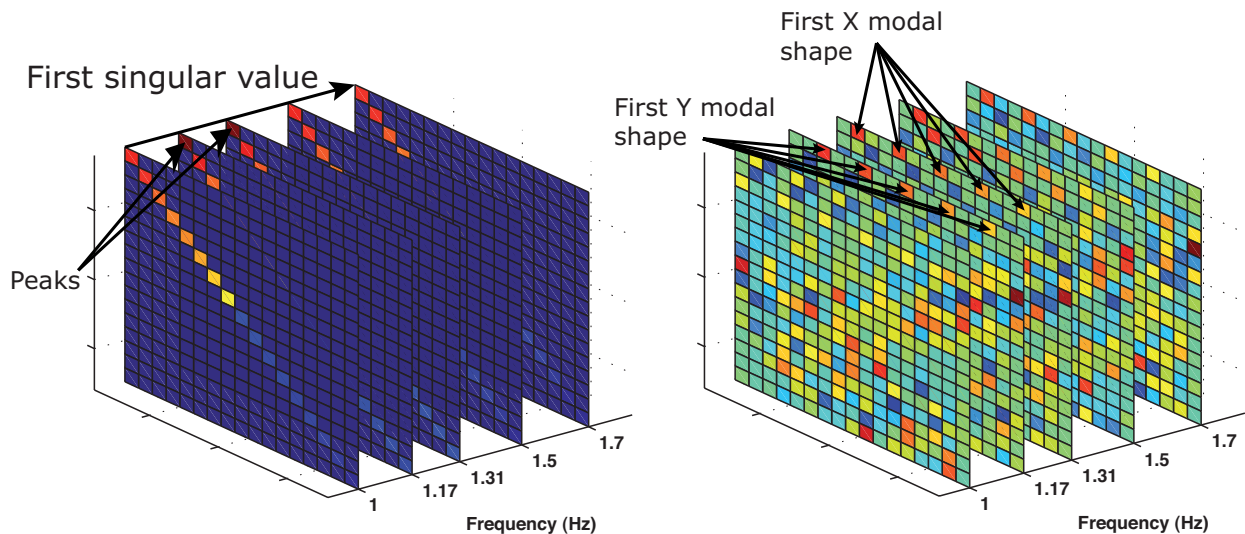 First singular value
Peaks
1
1.17
1.31
1.5
1.7
Frequency (Hz)
First X modal
shape
First Y modal
shape
1
1.17
1.31
1.5
1.7
Frequency (Hz)